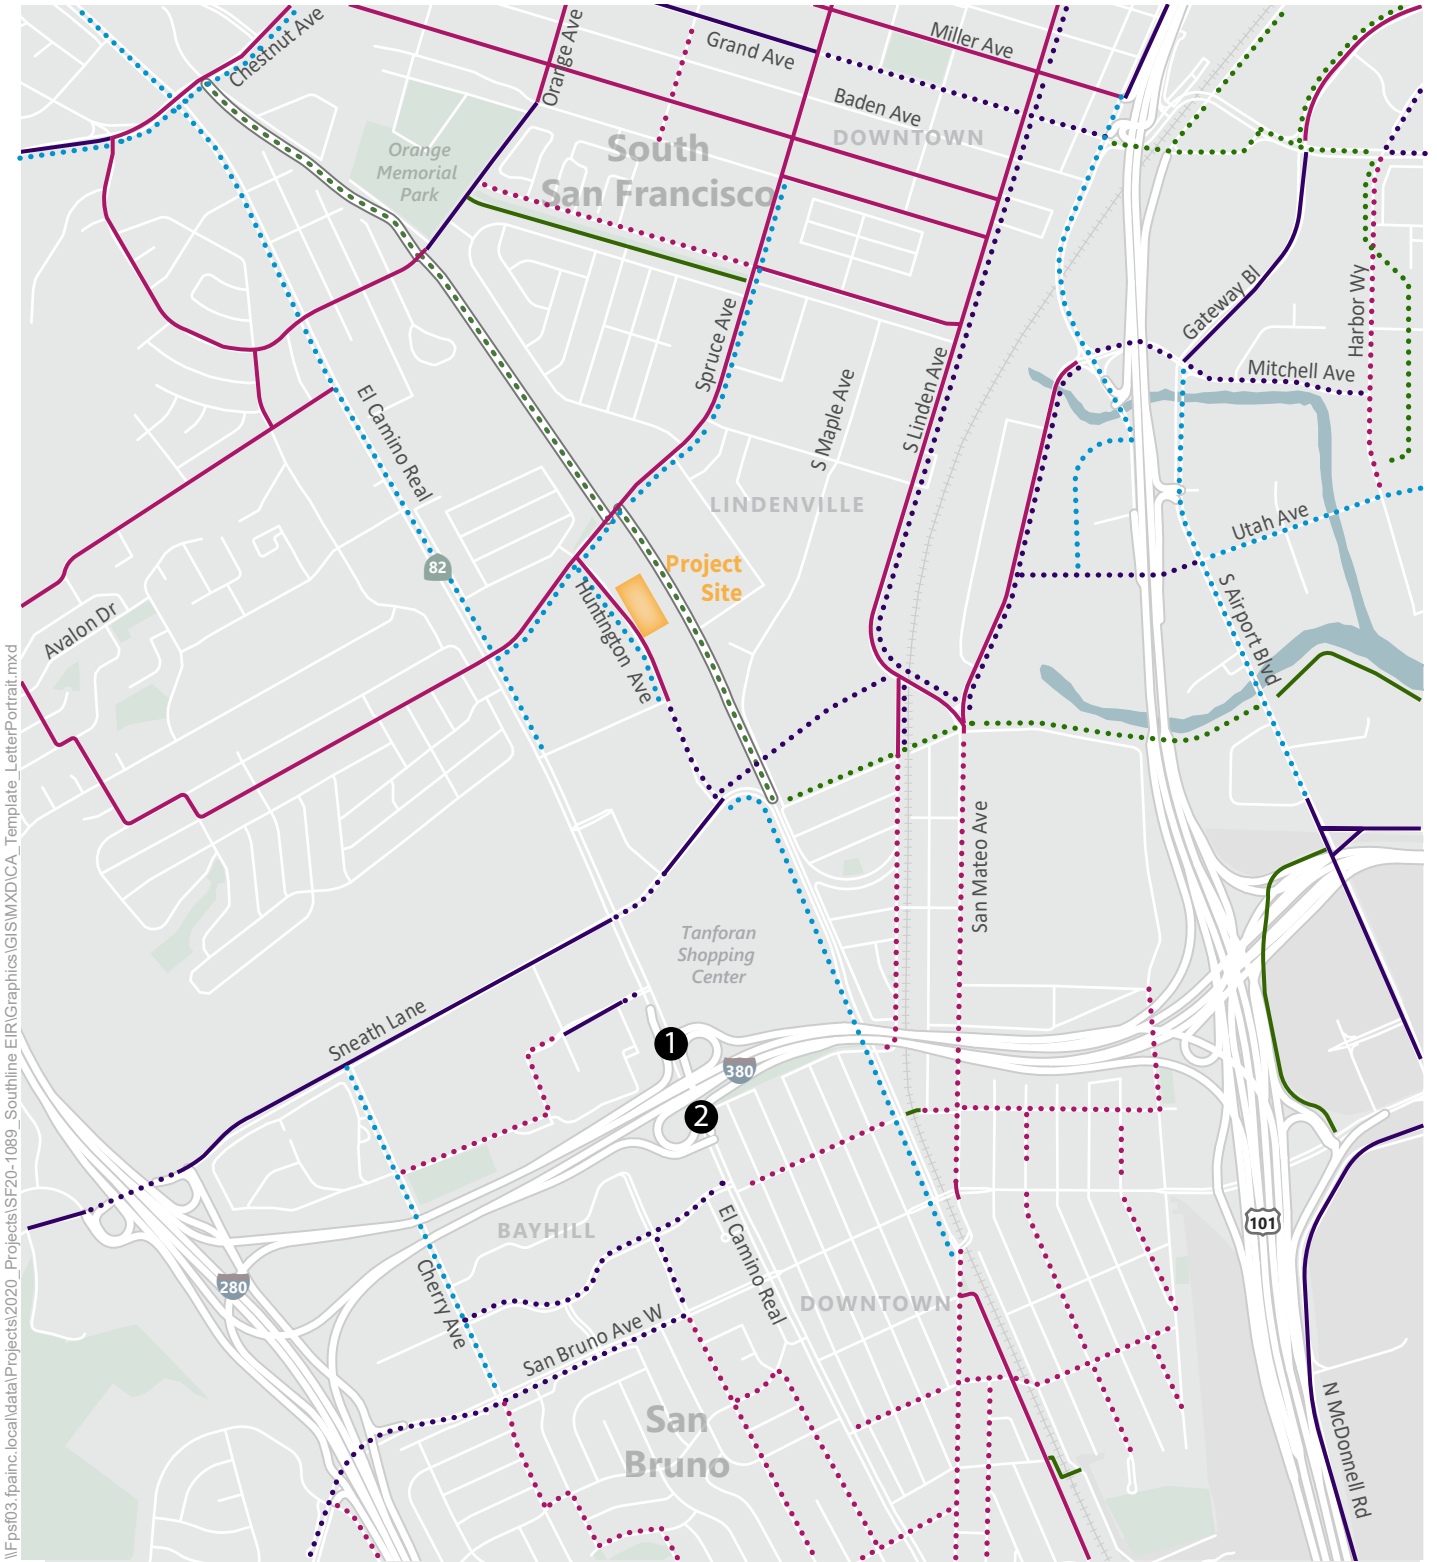 Chestnut Ave
Orange Ave
Grand Ave
Miller Ave
Baden Ave
DOWNTOWN
South
San Francisco
Orange
Memorial
Park
Gateway Bl
Harbor Wy
Mitchell Ave
Spruce Ave
S Maple Ave
S Linden Ave
El Camino Real
LINDENVILLE
Utah Ave
82
Project
Site
Huntington Ave
S Airport Blvd
Avalon Dr
San Mateo Ave
Tanforan
Shopping
Center
Sneath Lane
1
380
2
BAYHILL
El Camino Real
101
280
Cherry Ave
DOWNTOWN
San Bruno Ave W
San
Bruno
N McDonnell Rd
\\Fpsf03.fpainc.local\data\Projects\2020_Projects\SF20-1089_Southline EIR\Graphics\GIS\MXD\CA_Template_LetterPortrait.mxd